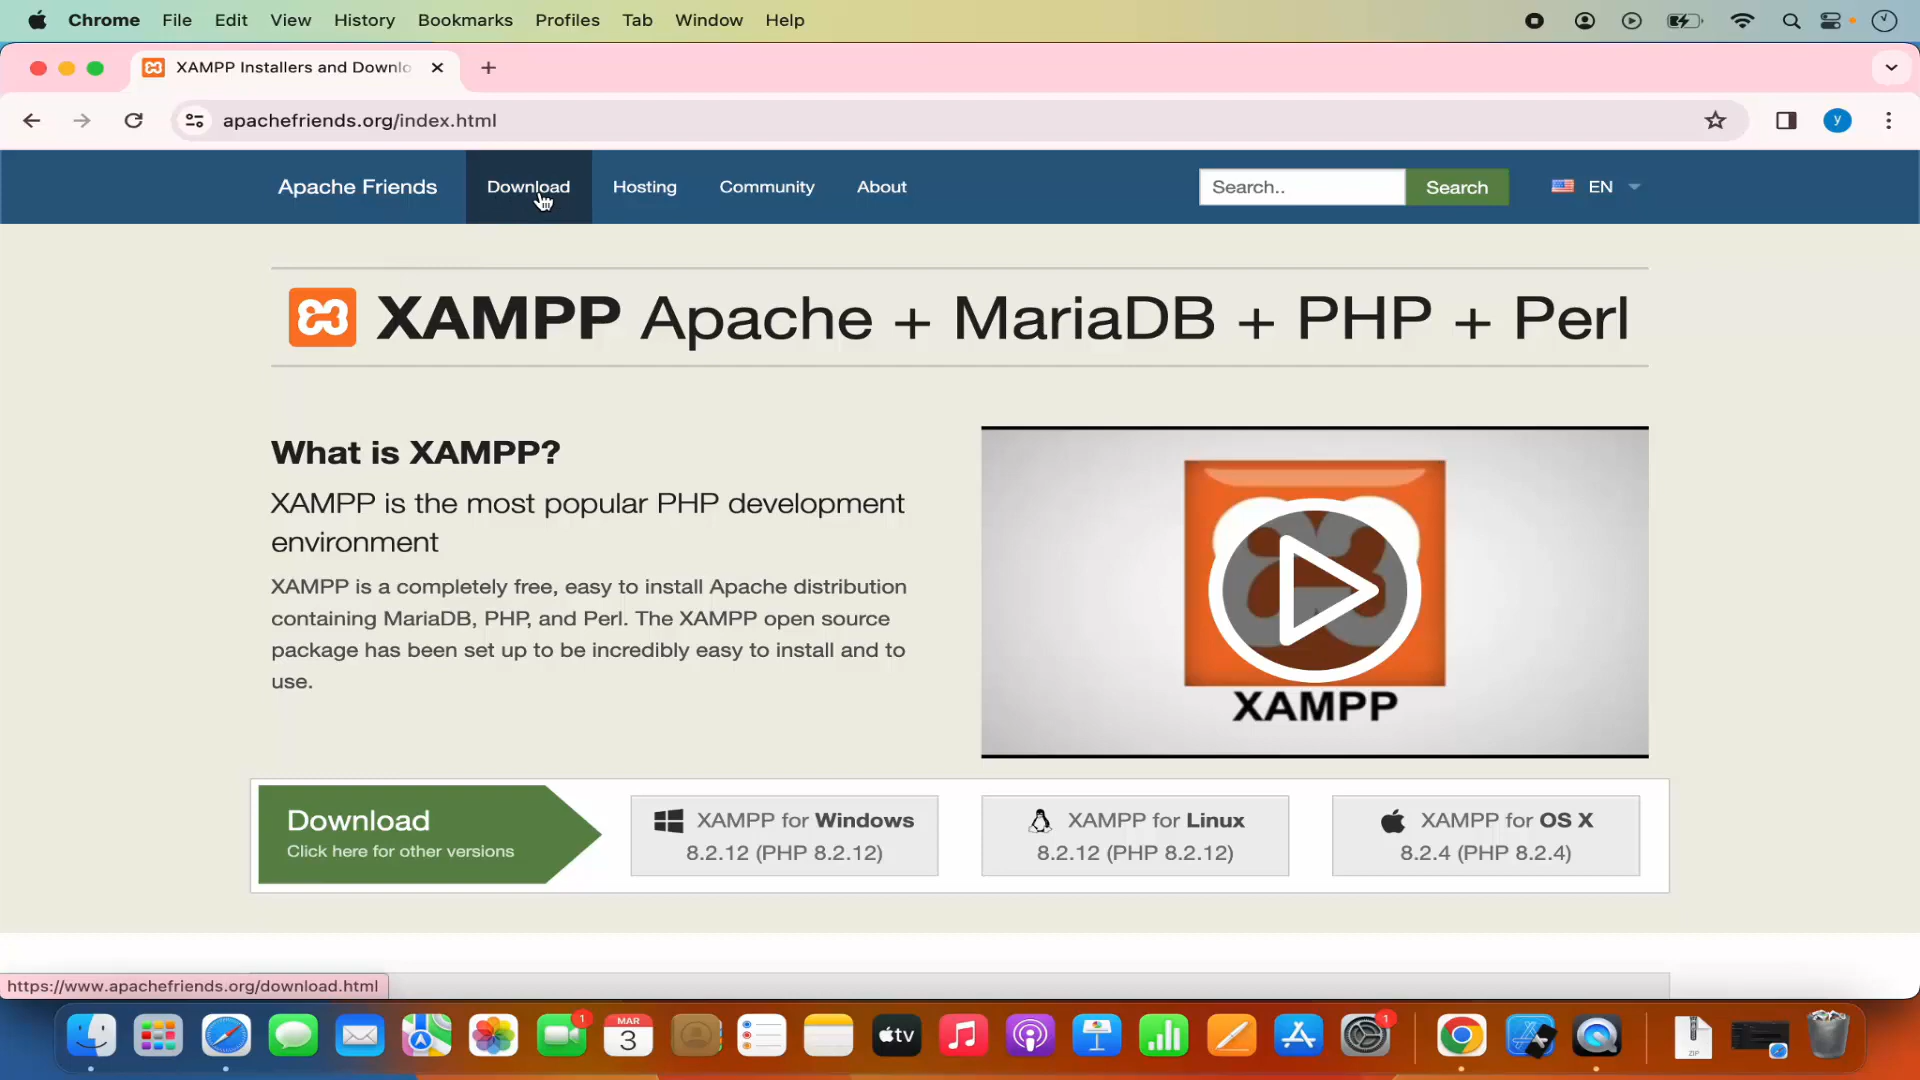 Chrome File Edit View History Bookmarks Profiles Tab Window Help
XAMPP Installers and Downlo
apachefriends.org/index.html
y
Apache Friends Download Hosting Community About Search.. Search EN
XAMPP Apache + MariaDB + PHP + Perl
What is XAMPP?
XAMPP is the most popular PHP development
environment
XAMPP is a completely free, easy to install Apache distribution
containing MariaDB, PHP, and Perl. The XAMPP open source
package has been set up to be incredibly easy to install and to
use.
XAMPP
Download
Click here for other versions
XAMPP for Windows
8.2.12 (PHP 8.2.12)
XAMPP for Linux
8.2.12 (PHP 8.2.12)
XAMPP for OS X
8.2.4 (PHP 8.2.4)
https://www.apachefriends.org/download.html
1
MAR
3
tv
1
ZIP